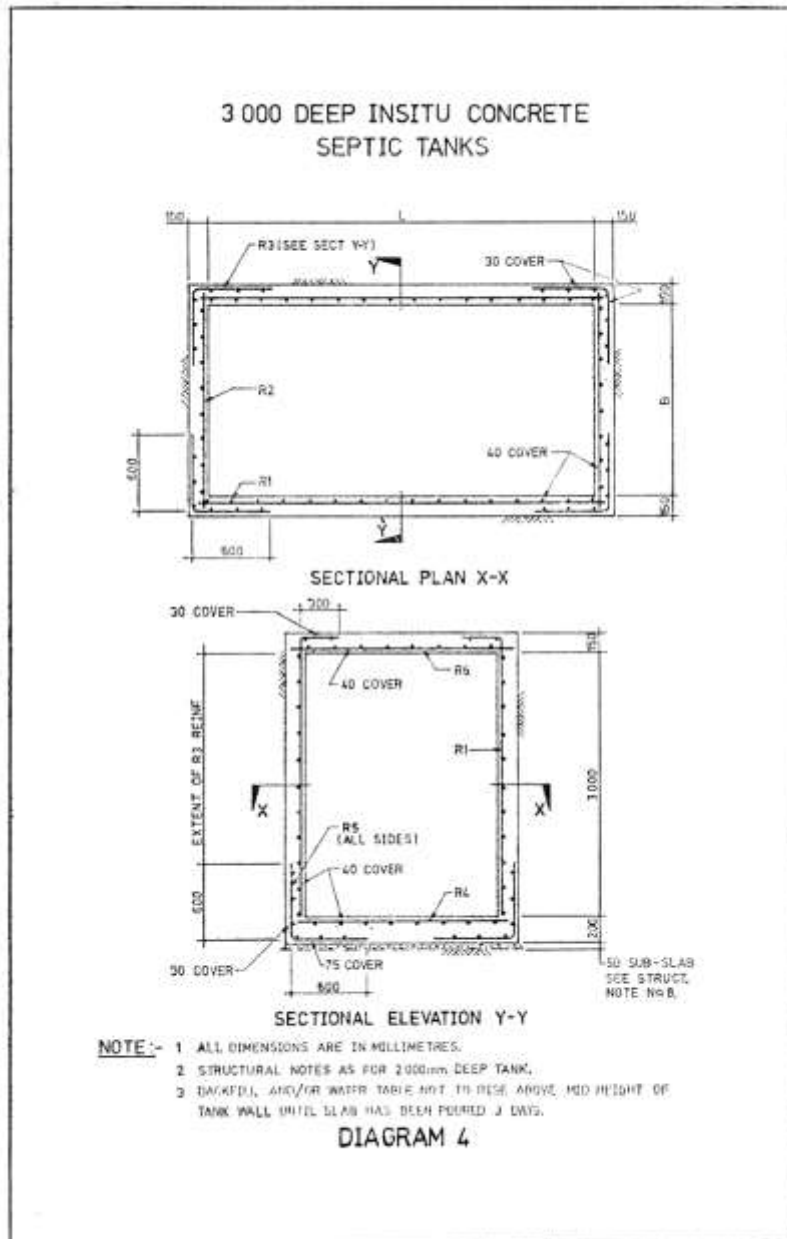 3 000 DEEP INSITU CONCRETE
SEPTIC TANKS
150
L
150
R3 (SEE SECT Y-Y)
Y
30 COVER
R2
B
40 COVER
600
R1
150
Y
600
SECTIONAL PLAN X-X
30 COVER
300
150
40 COVER
R6
EXTENT OF R3 REINF
R1
3 000
X
X
R5
(ALL SIDES)
40 COVER
R4
600
200
50 COVER
75 COVER
600
50 SUB-SLAB
SEE STRUCT.
NOTE No 8.
SECTIONAL ELEVATION Y-Y
NOTE:- 1 ALL DIMENSIONS ARE IN MILLIMETRES.
2 STRUCTURAL NOTES AS FOR 2000mm DEEP TANK.
3 BACKFILL AND/OR WATER TABLE NOT TO RISE ABOVE MID HEIGHT OF
TANK WALL UNTIL SLAB HAS BEEN POURED 3 DAYS.
DIAGRAM 4